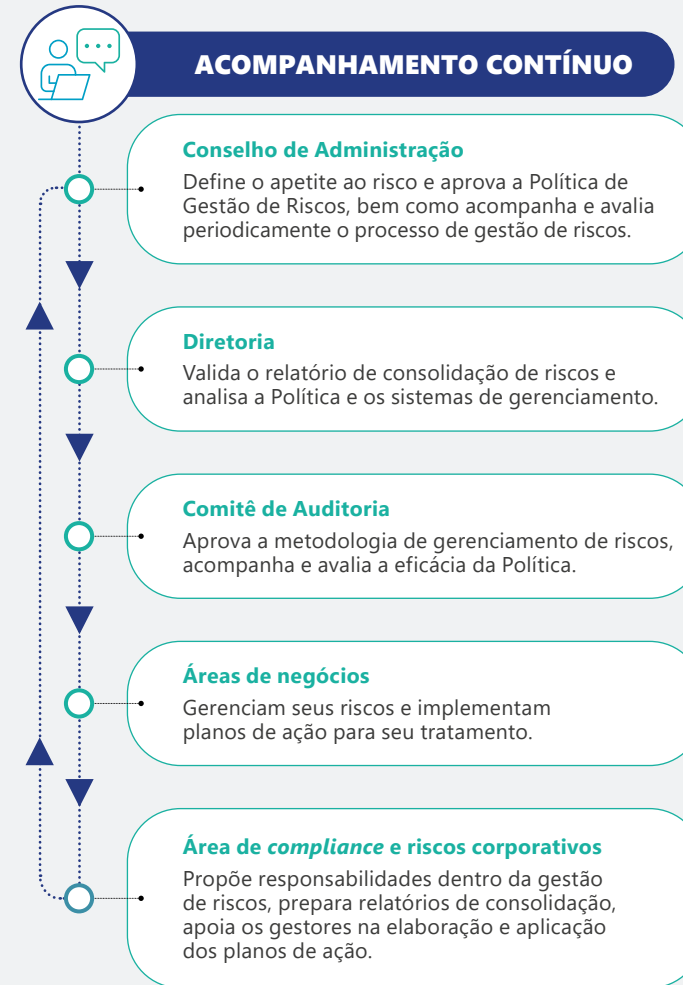 ACOMPANHAMENTO CONTÍNUO
Conselho de Administração
Define o apetite ao risco e aprova a Política de
Gestão de Riscos, bem como acompanha e avalia
periodicamente o processo de gestão de riscos.
Diretoria
Valida o relatório de consolidação de riscos e
analisa a Política e os sistemas de gerenciamento.
Comitê de Auditoria
Aprova a metodologia de gerenciamento de riscos,
acompanha e avalia a eficácia da Política.
Áreas de negócios
Gerenciam seus riscos e implementam
planos de ação para seu tratamento.
Área de compliance e riscos corporativos
Propõe responsabilidades dentro da gestão
de riscos, prepara relatórios de consolidação,
apoia os gestores na elaboração e aplicação
dos planos de ação.